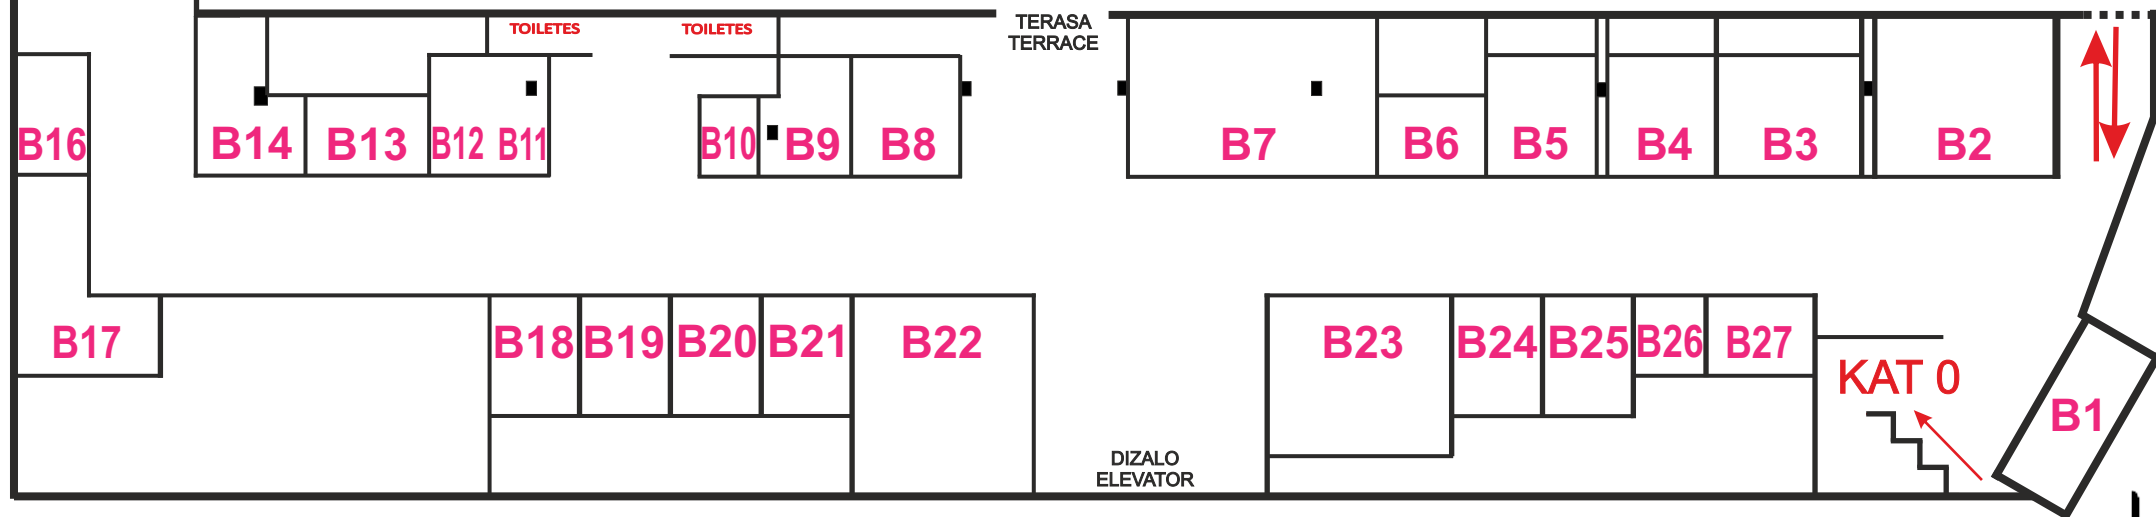 TOILETES
TOILETES
TERASA
TERRACE
B16
B14
B13
B12
B11
B10
B9
B8
B7
B6
B5
B4
B3
B2
B17
B18
B19
B20
B21
B22
B23
B24
B25
B26
B27
KAT 0
B1
DIZALO
ELEVATOR